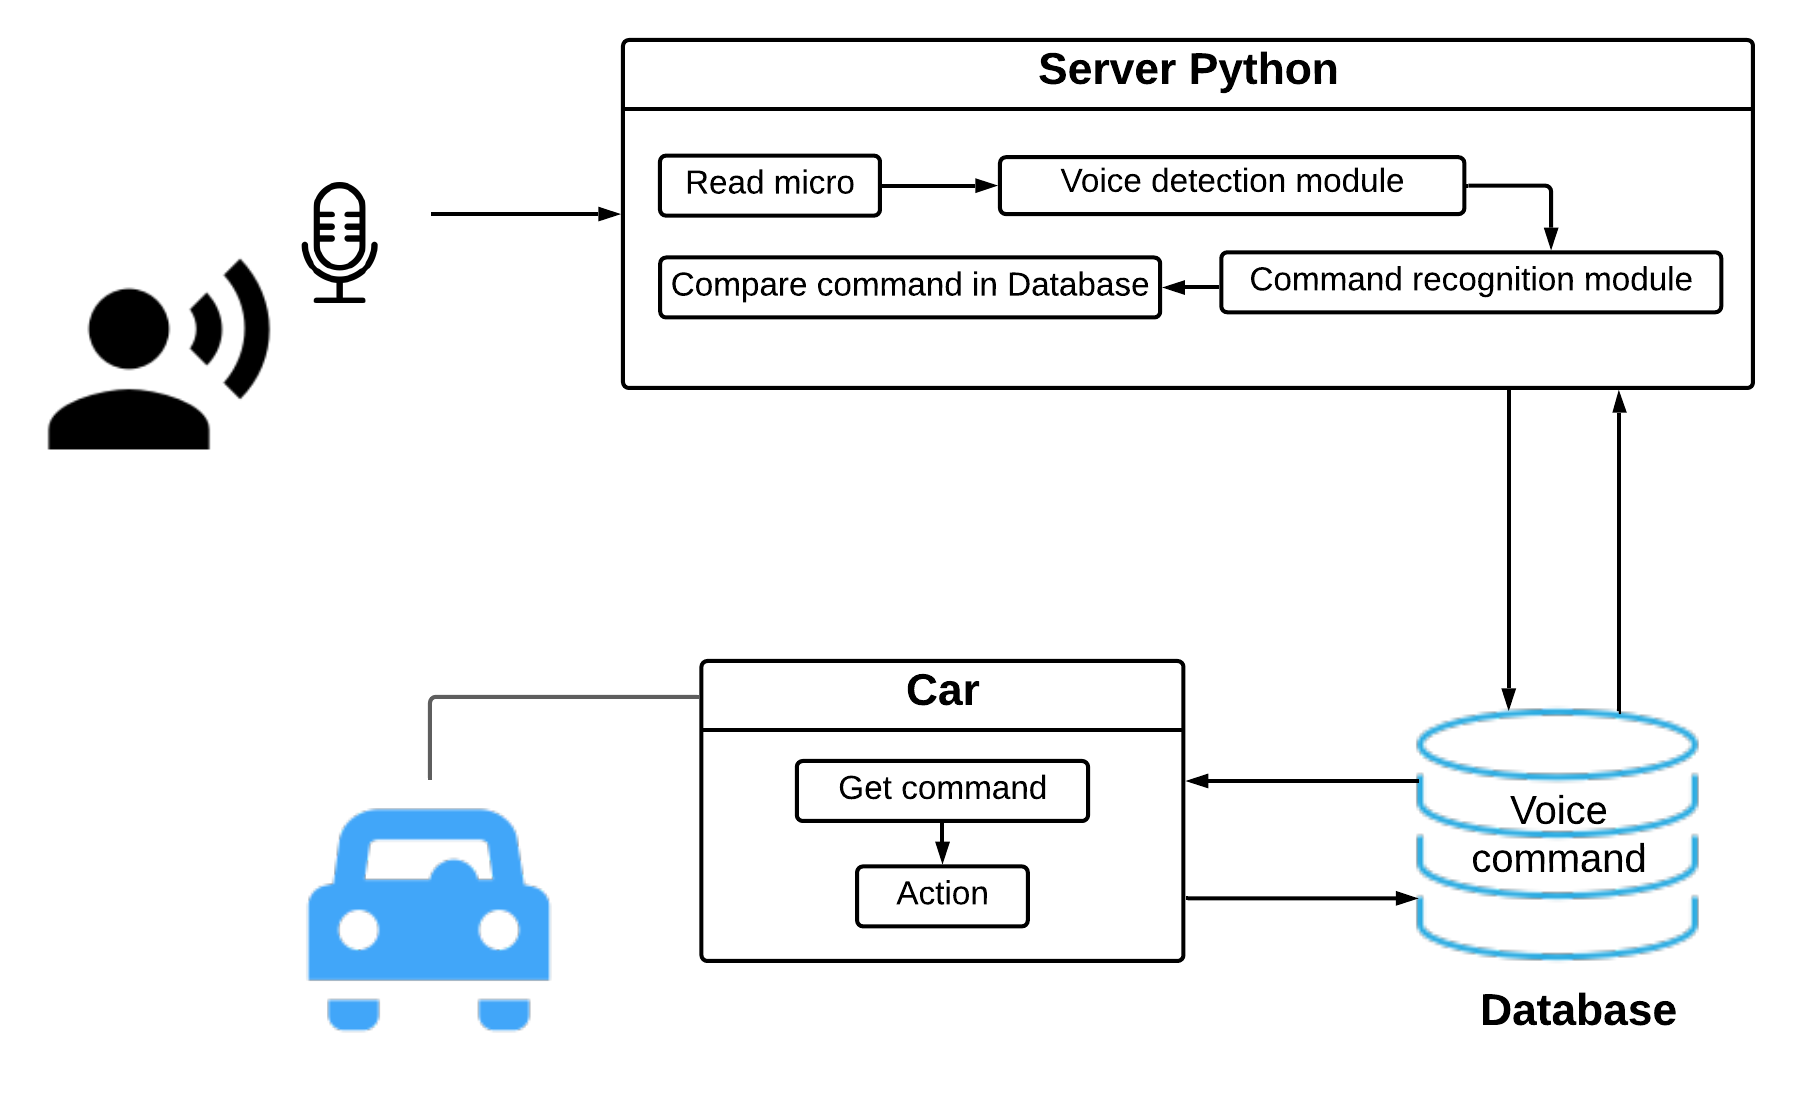 Server Python
Read micro
Voice detection module
Compare command in Database
Command recognition module
Car
Get command
Action
Voice
command
Database